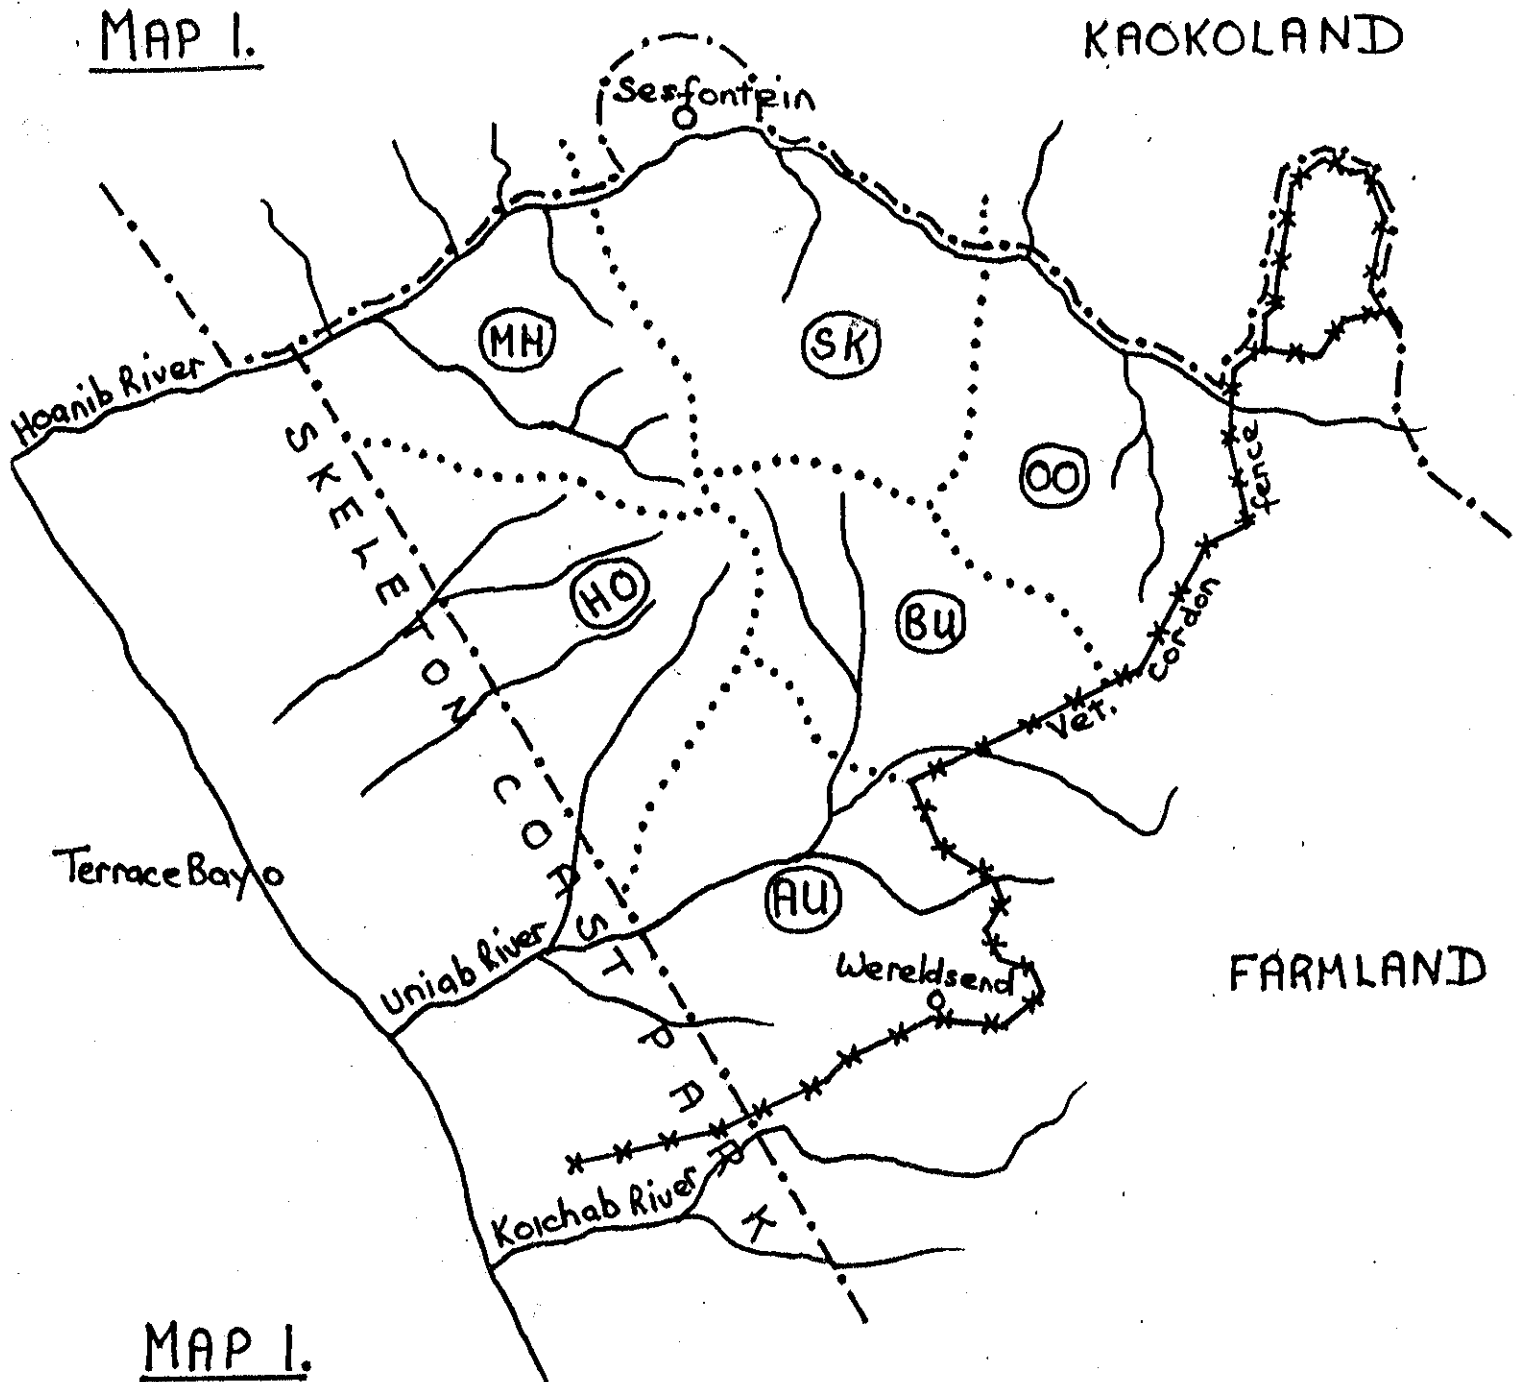 MAP 1.
KAOKOLAND
Sesfontein
MH
SK
Hoanib River
OO
SKELETON COAST PARK
HO
BU
Vet. Cordon fence
Terrace Bay
AU
Uniab River
Wereldsend
FARMLAND
Koichab River
MAP 1.